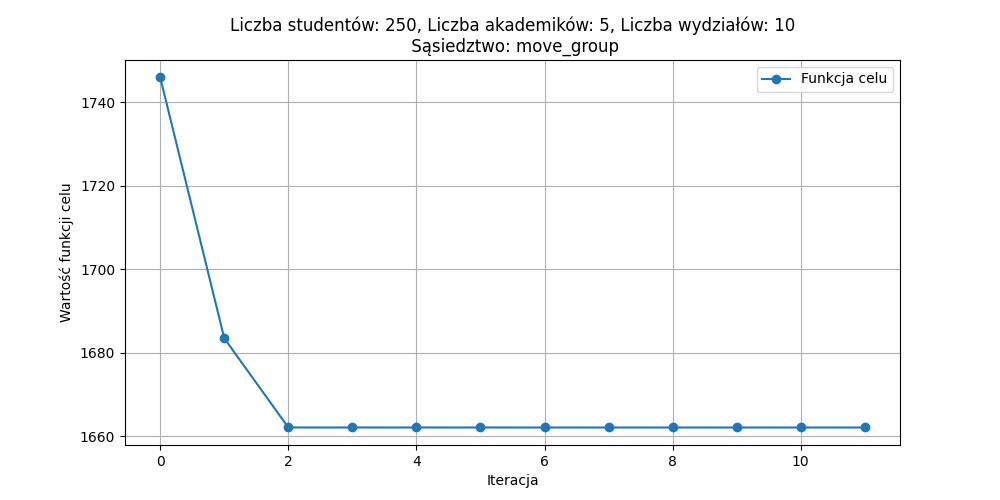 Liczba studentów: 250, Liczba akademików: 5, Liczba wydziałów: 10
Sąsiedztwo: move_group
Funkcja celu
Wartość funkcji celu
1740
1720
1700
1680
1660
0 2 4 6 8 10
Iteracja